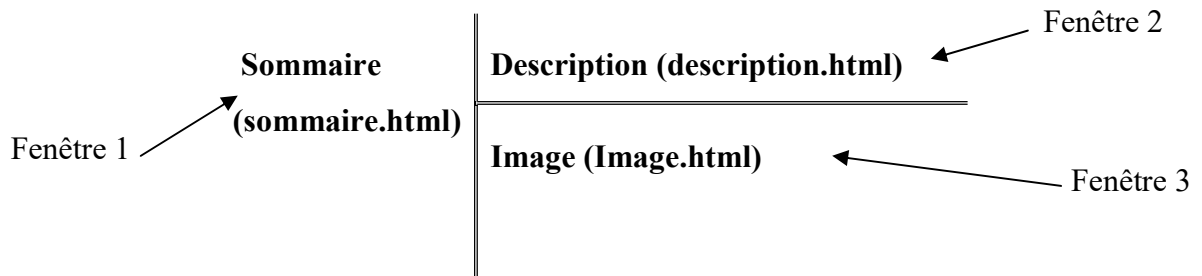 Fenêtre 2
Sommaire
Description (description.html)
(sommaire.html)
Fenêtre 1
Image (Image.html)
Fenêtre 3